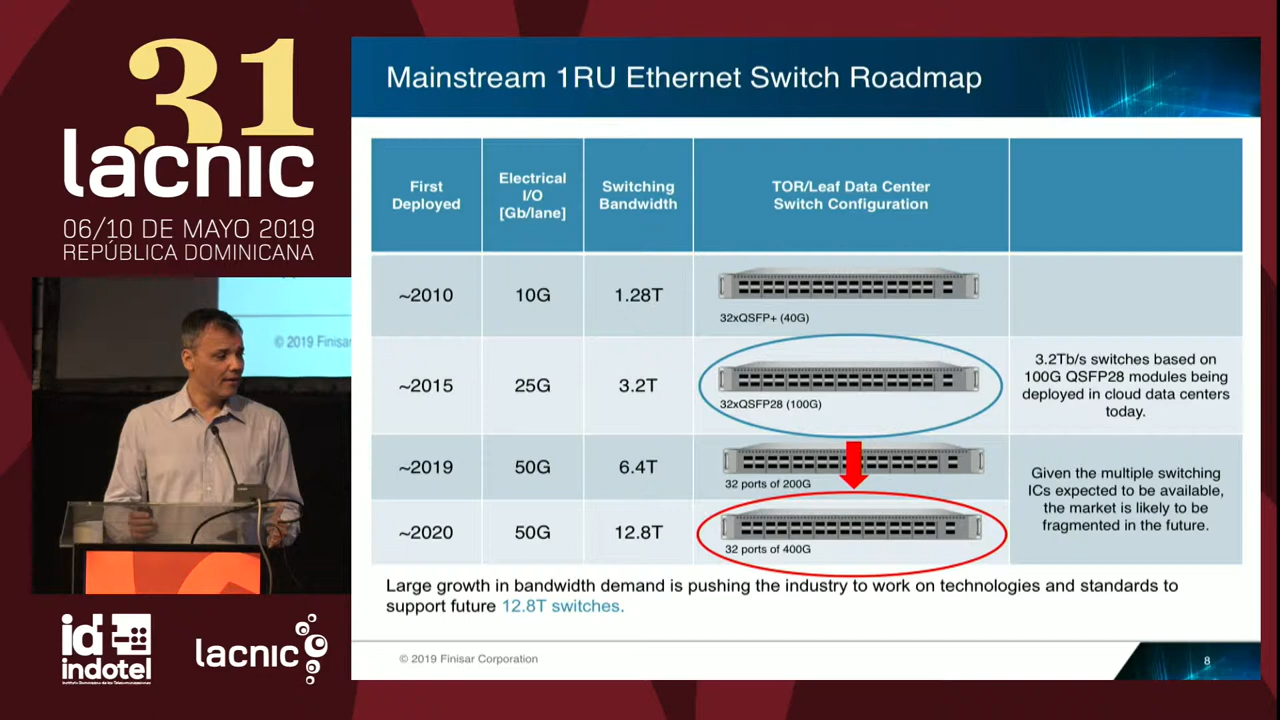 31
lacnic
06/10 DE MAYO 2019
REPÚBLICA DOMINICANA
© 2019 Finisa
id
indotel
lacnic
Mainstream 1RU Ethernet Switch Roadmap
First
Deployed
Electrical
I/O
[Gb/lane]
Switching
Bandwidth
TOR/Leaf Data Center
Switch Configuration
~2010
10G
1.28T
32xQSFP+ (40G)
~2015
25G
3.2T
32xQSFP28 (100G)
3.2Tb/s switches based on
100G QSFP28 modules being
deployed in cloud data centers
today.
~2019
50G
6.4T
32 ports of 200G
~2020
50G
12.8T
32 ports of 400G
Given the multiple switching
ICs expected to be available,
the market is likely to be
fragmented in the future.
Large growth in bandwidth demand is pushing the industry to work on technologies and standards to
support future 12.8T switches.
© 2019 Finisar Corporation
8